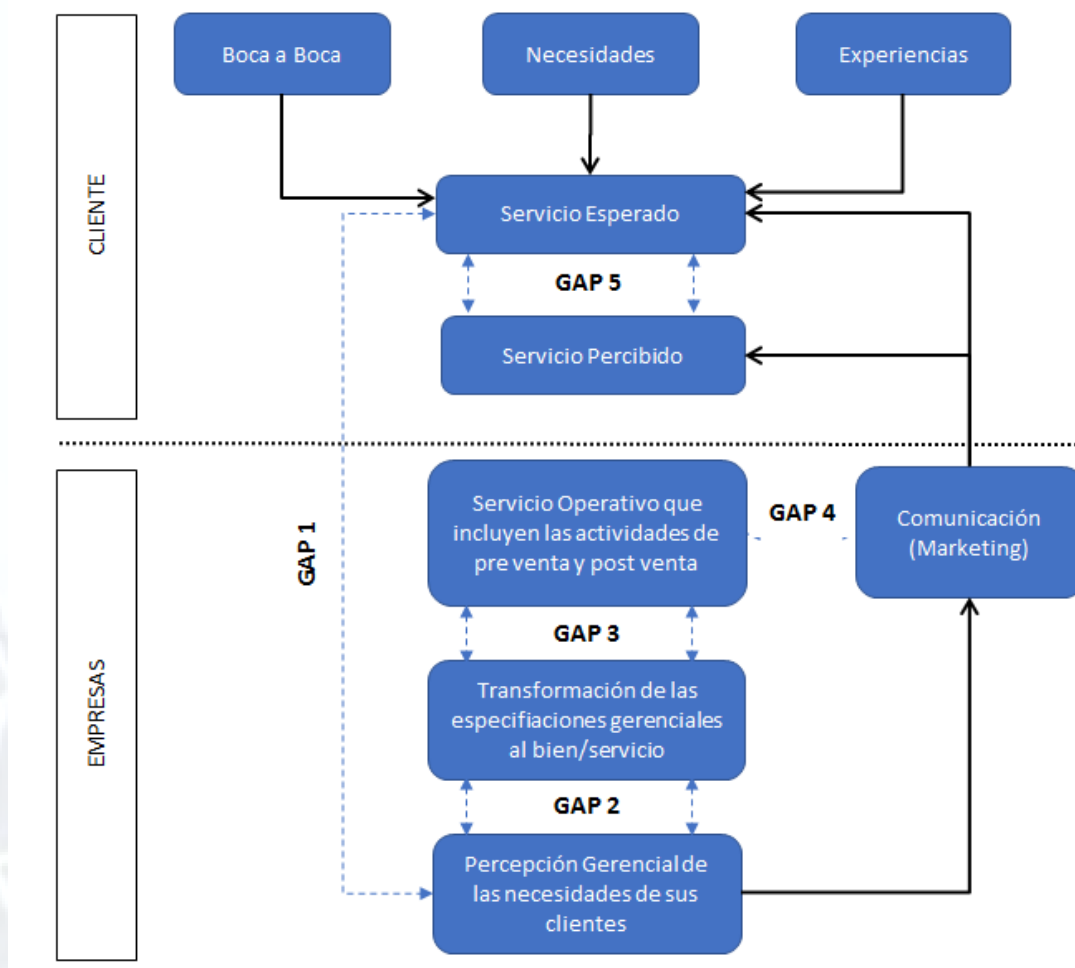 Boca a Boca
Necesidades
Experiencias
CLIENTE
Servicio Esperado
GAP 5
Servicio Percibido
EMPRESAS
GAP 1
Servicio Operativo que
incluyen las actividades de
pre venta y post venta
GAP 4
Comunicación
(Marketing)
GAP 3
Transformación de las
especifiaciones gerenciales
al bien/servicio
GAP 2
Percepción Gerencial de
las necesidades de sus
clientes